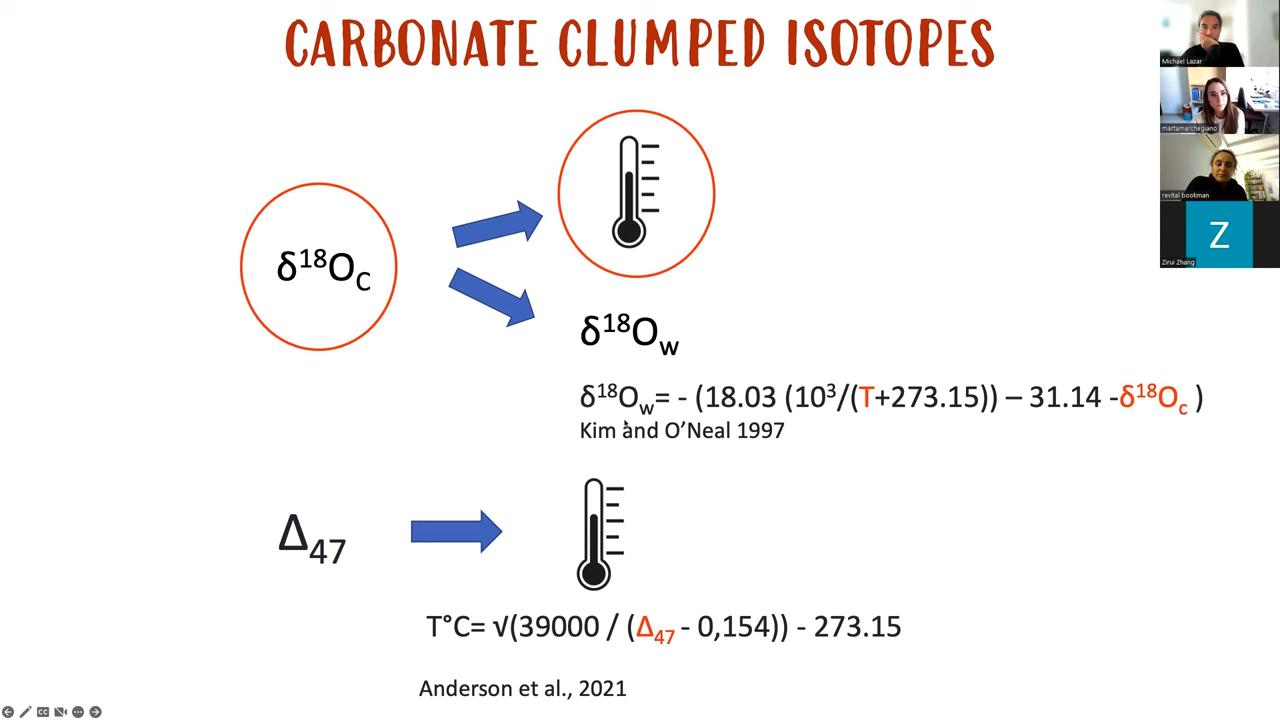 CARBONATE CLUMPED ISOTOPES
δ¹⁸O꜀
δ¹⁸Ow
δ¹⁸Ow= - (18.03 (10³/(T+273.15)) – 31.14 -δ¹⁸Oc )
Kim and O’Neal 1997
Δ₄₇
T°C= √(39000 / (Δ₄₇ - 0,154)) - 273.15
Anderson et al., 2021
Michael Lazar
martamarchegiano
revital bookman
Z
Zirui Zhang